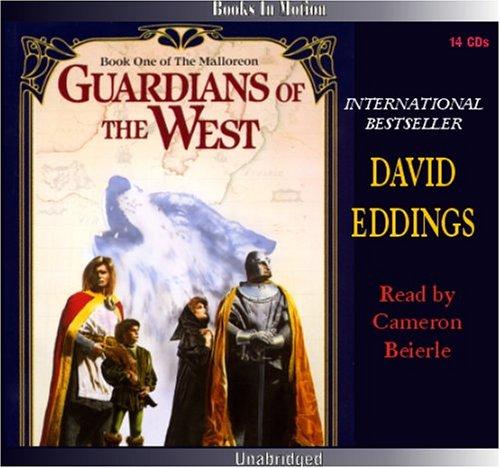 Books In Motion
14 CDs
Book One of The Malloreon
GUARDIANS OF
THE WEST
INTERNATIONAL
BESTSELLER
DAVID
EDDINGS
Read by
Cameron
Beierle
Unabridged